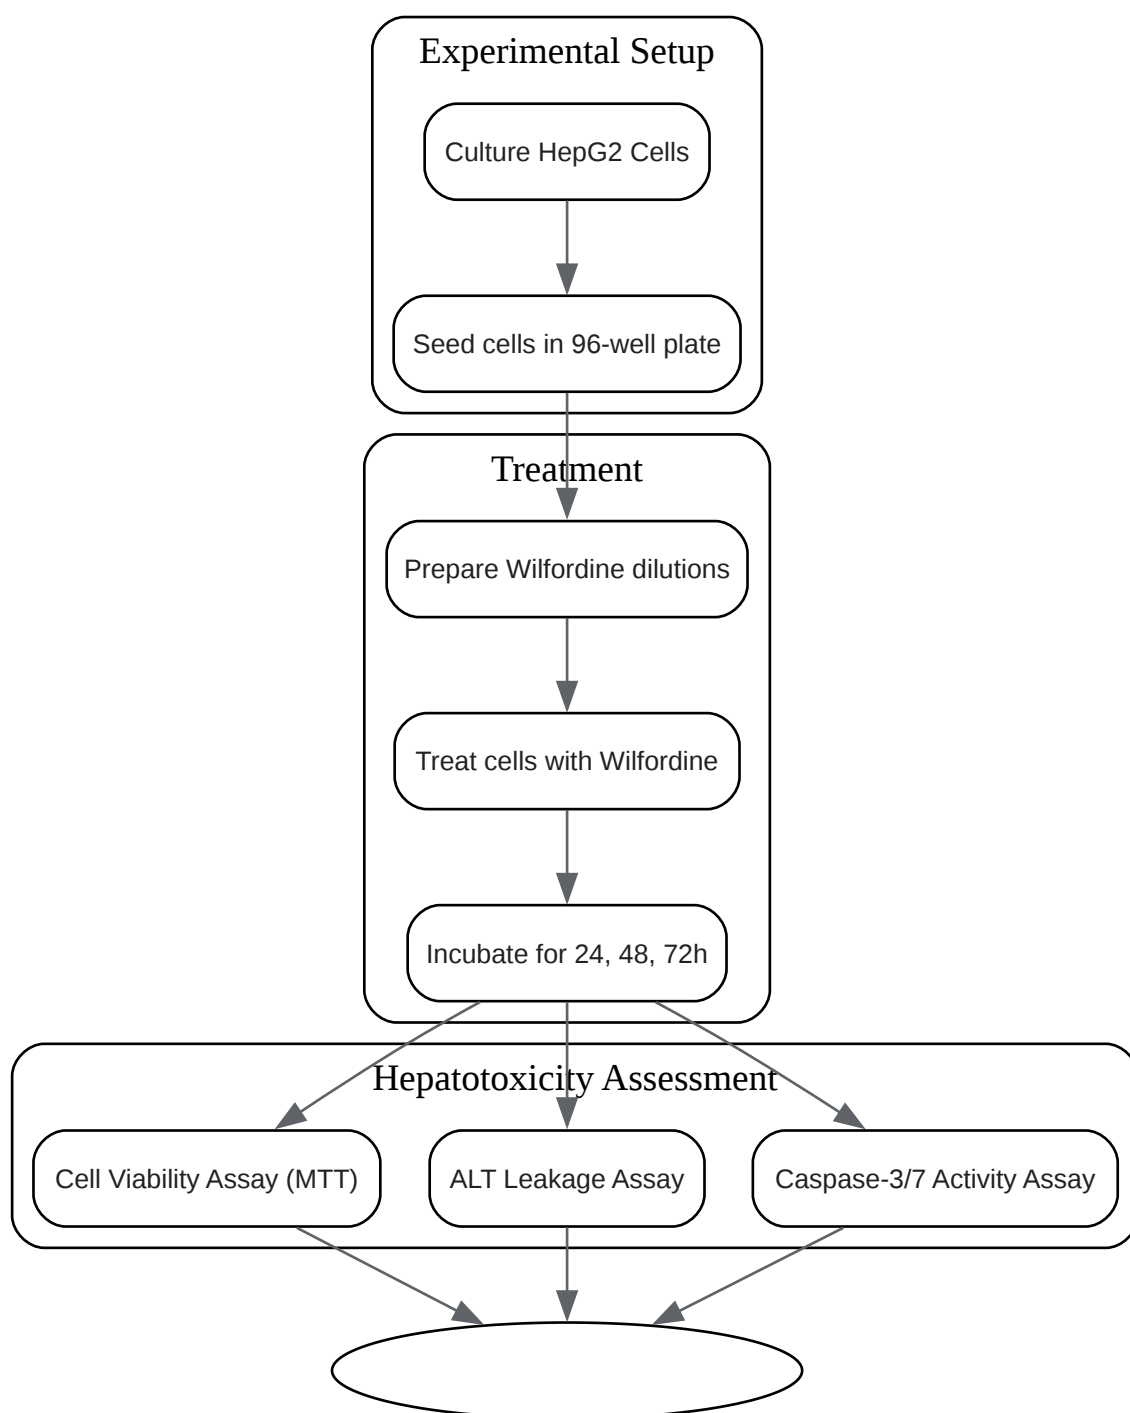 Experimental Setup
Culture HepG2 Cells
Seed cells in 96-well plate
Treatment
Prepare Wilfordine dilutions
Treat cells with Wilfordine
Incubate for 24, 48, 72h
Hepatotoxicity Assessment
Cell Viability Assay (MTT)
ALT Leakage Assay
Caspase-3/7 Activity Assay